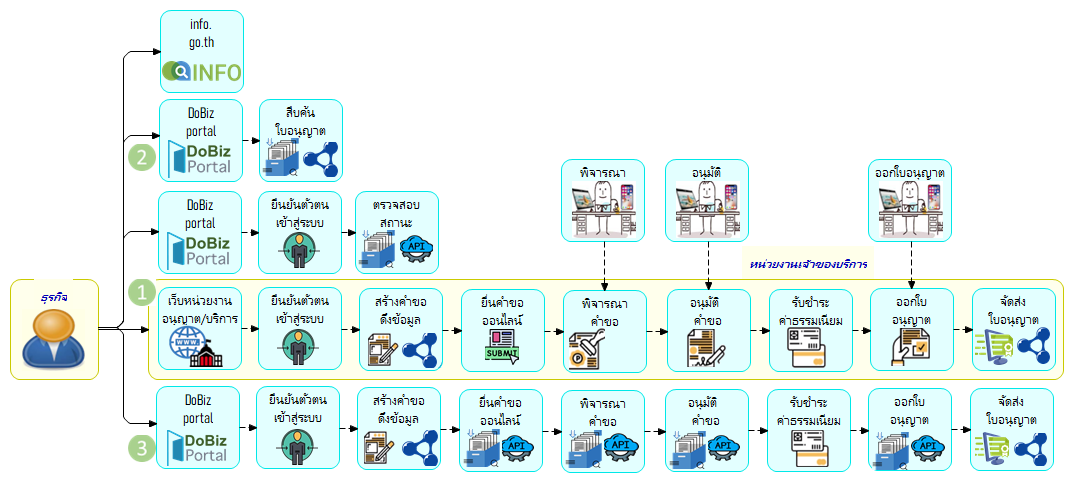 info.
go.th
INFO
DoBiz
portal
DoBiz
Portal
สืบค้น
ใบอนุญาต
2
DoBiz
portal
DoBiz
Portal
ยืนยันตัวตน
เข้าสู่ระบบ
ตรวจสอบ
สถานะ
API
พิจารณา
อนุมัติ
ออกใบอนุญาต
หน่วยงานเจ้าของบริการ
ธุรกิจ
1
เว็บหน่วยงาน
อนุญาต/บริการ
WWW
ยืนยันตัวตน
เข้าสู่ระบบ
สร้างคำขอ
ดึงข้อมูล
ยื่นคำขอ
ออนไลน์
SUBMIT
พิจารณา
คำขอ
อนุมัติ
คำขอ
รับชำระ
ค่าธรรมเนียม
ออกใบ
อนุญาต
จัดส่ง
ใบอนุญาต
3
DoBiz
portal
DoBiz
Portal
ยืนยันตัวตน
เข้าสู่ระบบ
สร้างคำขอ
ดึงข้อมูล
ยื่นคำขอ
ออนไลน์
API
พิจารณา
คำขอ
API
อนุมัติ
คำขอ
API
รับชำระ
ค่าธรรมเนียม
ออกใบ
อนุญาต
API
จัดส่ง
ใบอนุญาต